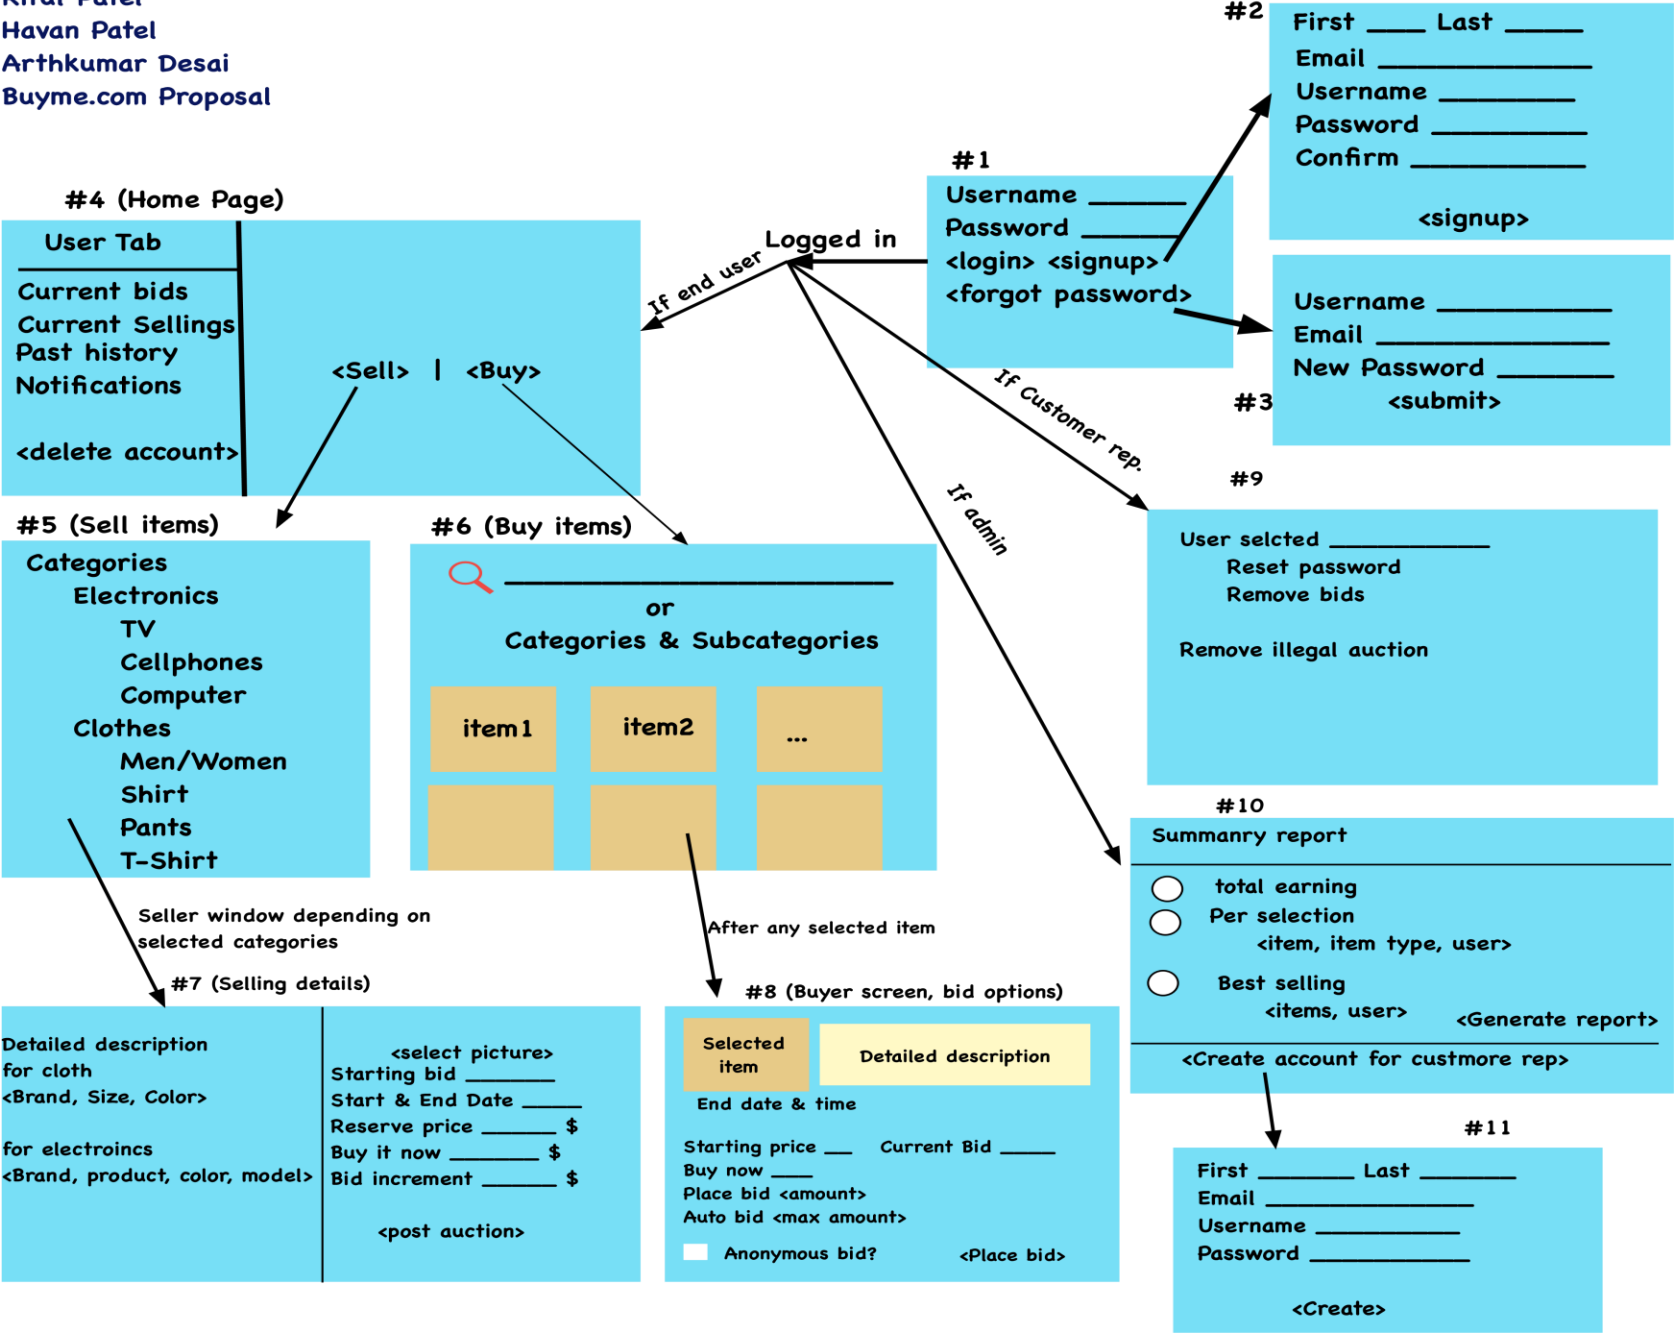 Patel
Havan Patel
Arthkumar Desai
Buyme.com Proposal
#2
First ___ Last ____
Email ___________
Username _______
Password ________
Confirm _________
<signup>
#1
Username _____
Password _____
<login> <signup>
<forgot password>
Logged in
If end user
If Customer rep.
If admin
#3
Username _________
Email ____________
New Password ______
<submit>
#4 (Home Page)
User Tab
Current bids
Current Sellings
Past history
Notifications
<delete account>
<Sell> | <Buy>
#5 (Sell items)
Categories
Electronics
TV
Cellphones
Computer
Clothes
Men/Women
Shirt
Pants
T-Shirt
#6 (Buy items)
or
Categories & Subcategories
item1
item2
...
#9
User selcted ____________
Reset password
Remove bids
Remove illegal auction
#10
Summanry report
total earning
Per selection
<item, item type, user>
Best selling
<items, user>
<Generate report>
<Create account for custmore rep>
Seller window depending on
selected categories
#7 (Selling details)
Detailed description
for cloth
<Brand, Size, Color>
for electroincs
<Brand, product, color, model>
<select picture>
Starting bid ______
Start & End Date ____
Reserve price _____ $
Buy it now ______ $
Bid increment _____ $
<post auction>
After any selected item
#8 (Buyer screen, bid options)
Selected
item
Detailed description
End date & time
Starting price __ Current Bid ____
Buy now ___
Place bid <amount>
Auto bid <max amount>
Anonymous bid?
<Place bid>
#11
First _______ Last _______
Email _______________
Username __________
Password ___________
<Create>